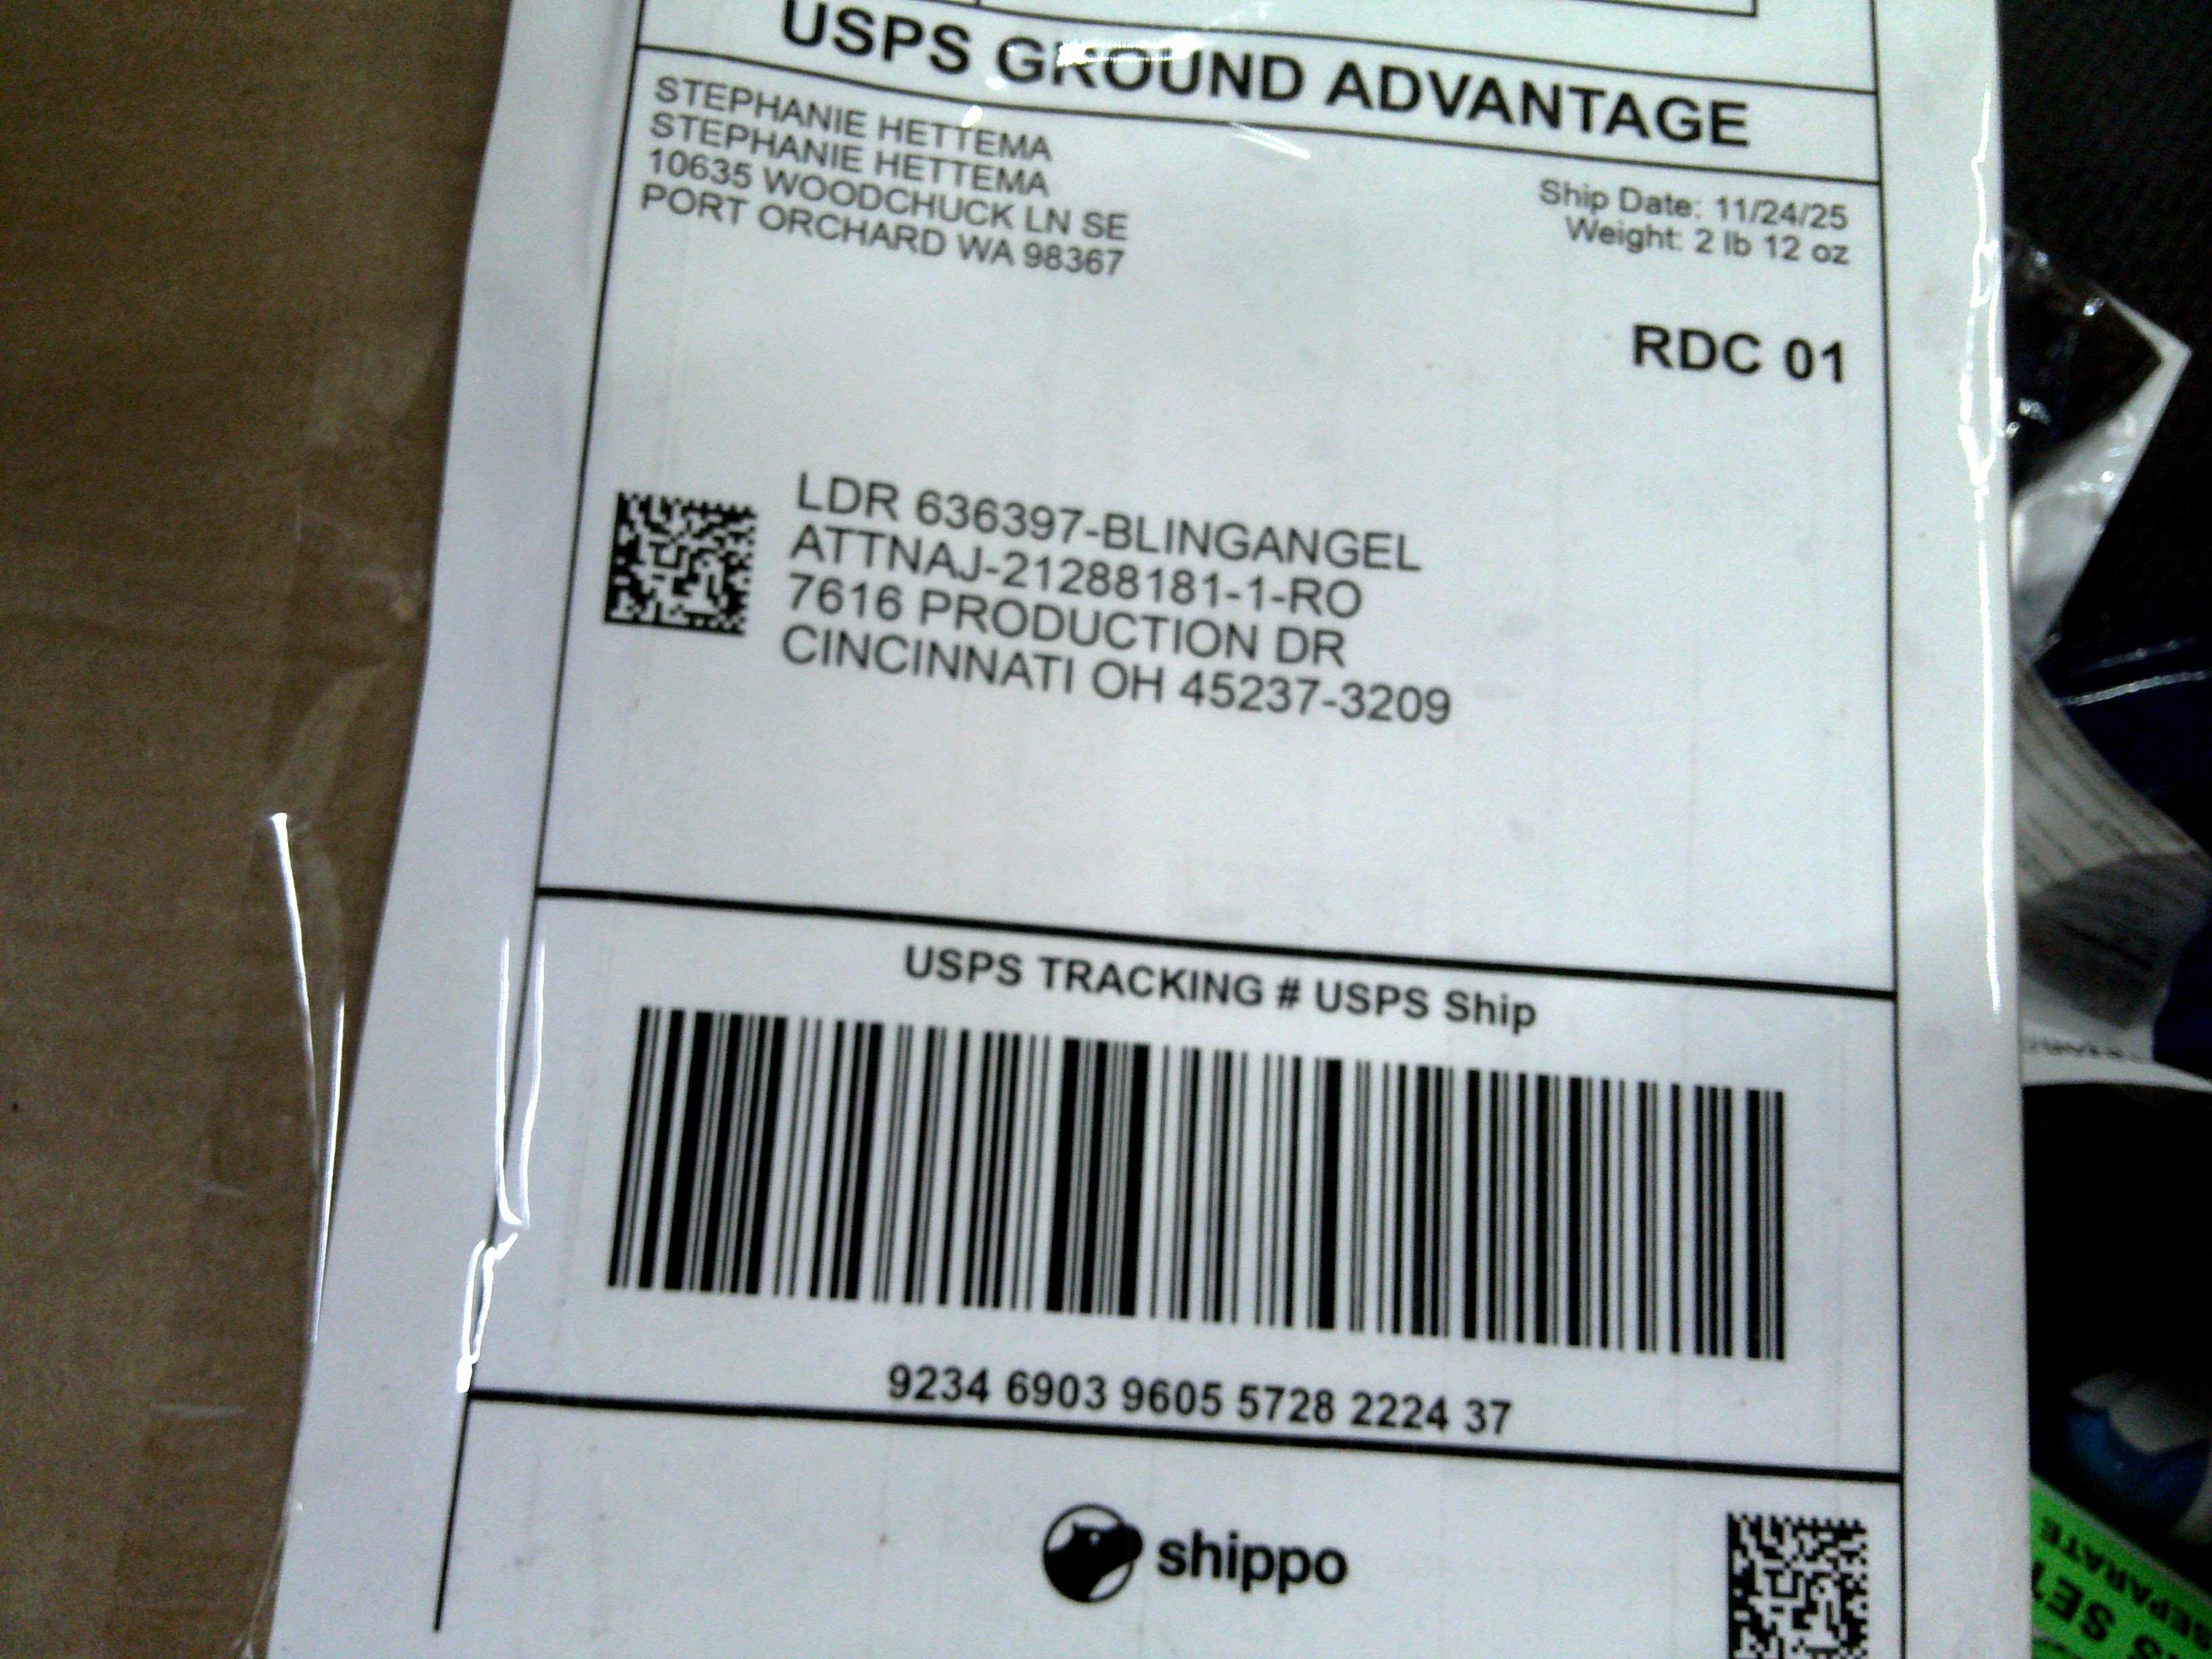 USPS GROUND ADVANTAGE
STEPHANIE HETTEMA
STEPHANIE HETTEMA
10635 WOODCHUCK LN SE
PORT ORCHARD WA 98367
Ship Date: 11/24/25
Weight: 2 lb 12 oz
RDC 01
LDR 636397-BLINGANGEL
ATTNAJ-21288181-1-RO
7616 PRODUCTION DR
CINCINNATI OH 45237-3209
USPS TRACKING # USPS Ship
9234 6903 9605 5728 2224 37
shippo
SEPARATE